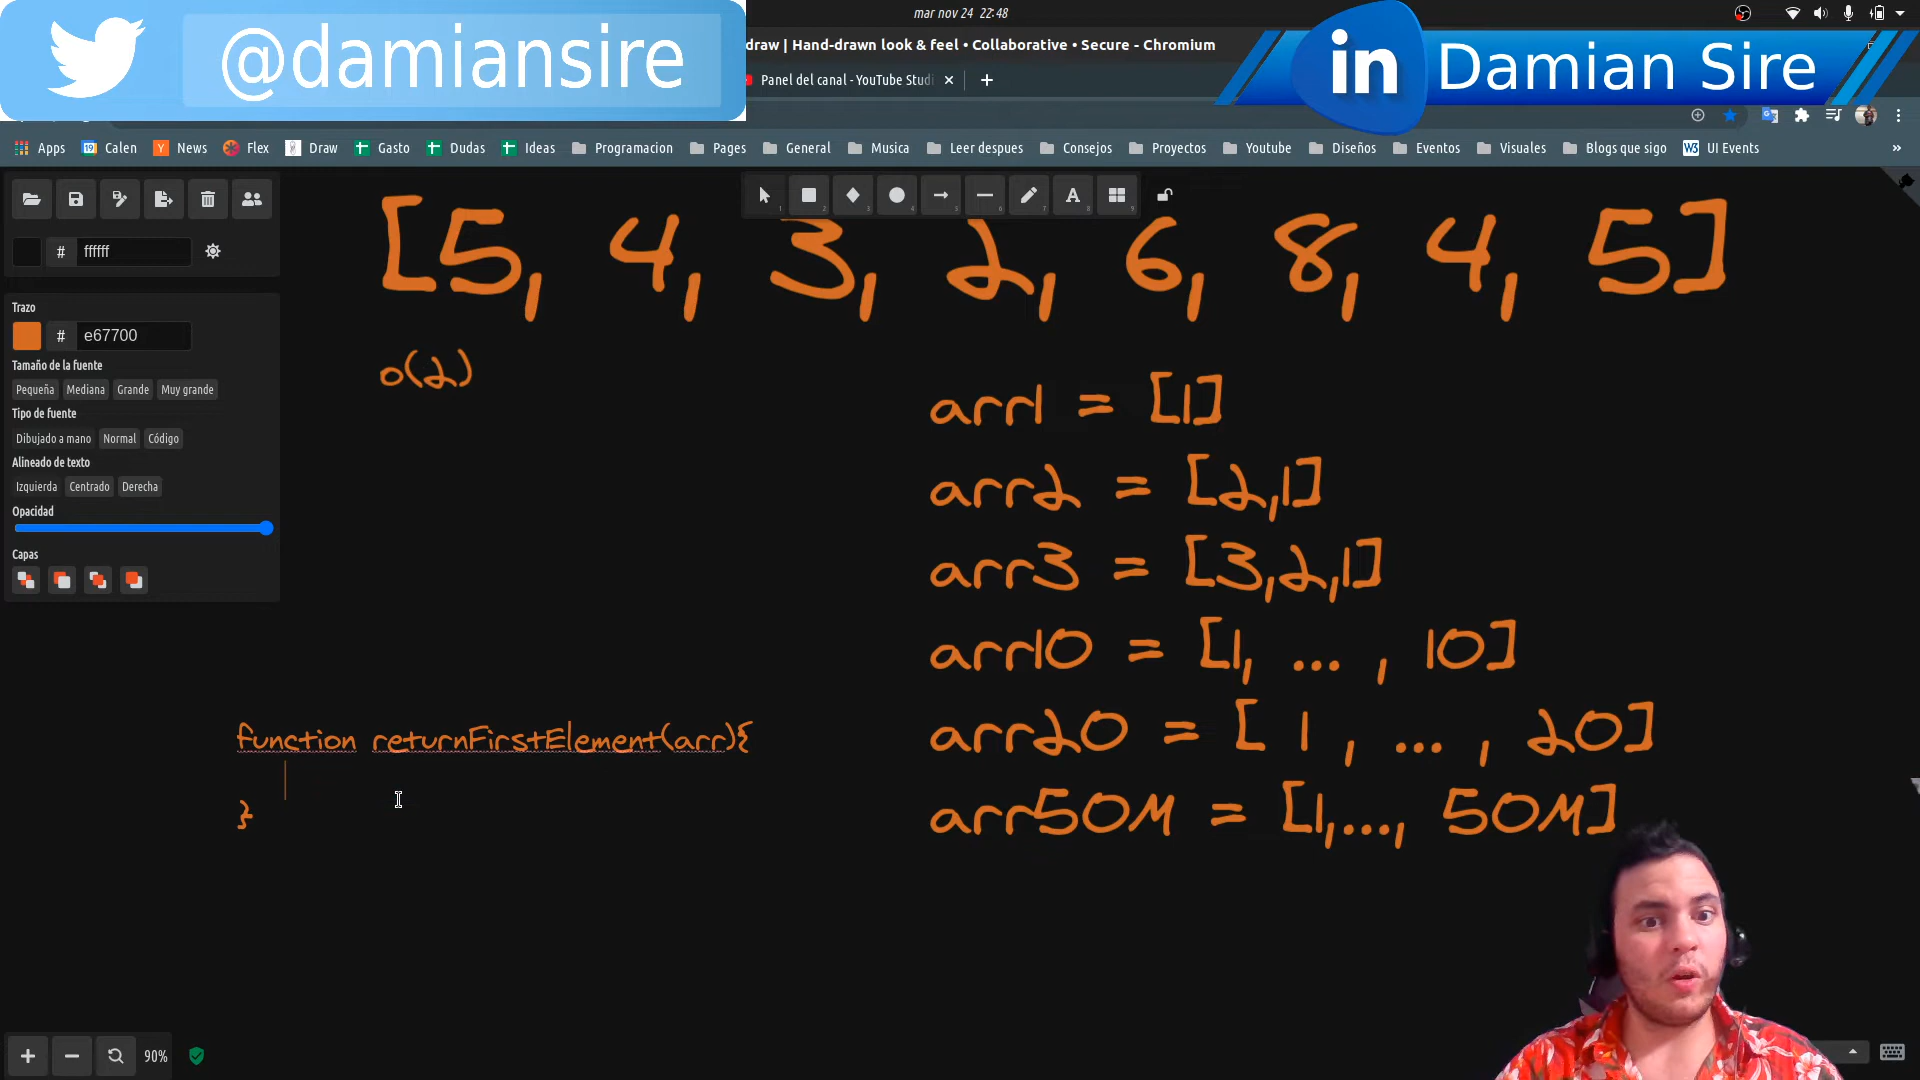 mar nov 24 22:48
@damiansire
in Damian Sire
draw | Hand-drawn look & feel • Collaborative • Secure - Chromium
Panel del canal - YouTube Studi
Apps Calen News Flex Draw Gasto Dudas Ideas Programacion Pages General Musica Leer despues Consejos Proyectos Youtube Diseños Eventos Visuales Blogs que sigo UI Events »
# ffffff
Trazo
# e67700
Tamaño de la fuente
Pequeña Mediana Grande Muy grande
Tipo de fuente
Dibujado a mano Normal Código
Alineado de texto
Izquierda Centrado Derecha
Opacidad
Capas
[5, 4, 3, 2, 6, 8, 4, 5]
o(2)
arr1 = [1]
arr2 = [2,1]
arr3 = [3,2,1]
arr10 = [1, ... , 10]
arr20 = [ 1 , ... , 20]
arr50M = [1,..., 50M]
function returnFirstElement(arr){
}
90%